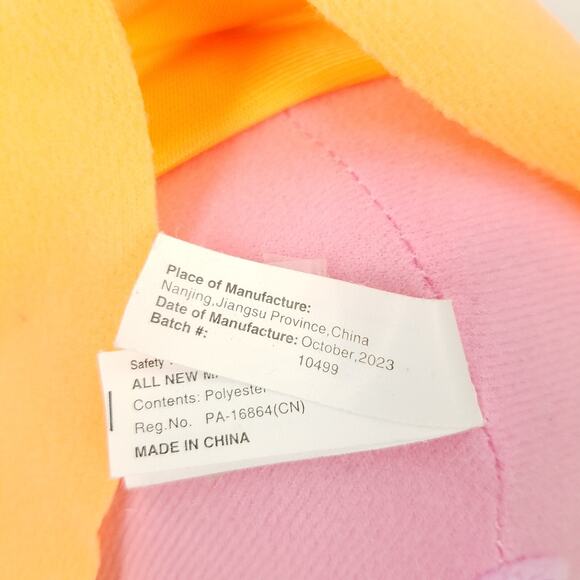 Place of Manufacture:
Nanjing,Jiangsu Province,China
Date of Manufacture: October,2023
Batch #: 10499
Safety
ALL NEW
Contents: Polyester
Reg.No. PA-16864(CN)
MADE IN CHINA